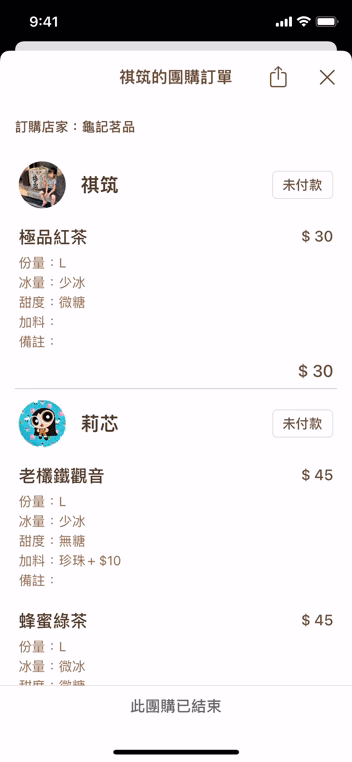 9:41
祺筑的團購訂單
訂購店家：龜記茗品
祺筑
未付款
極品紅茶
$ 30
份量：L
冰量：少冰
甜度：微糖
加料：
備註：
$ 30
莉芯
未付款
老欉鐵觀音
$ 45
份量：L
冰量：少冰
甜度：無糖
加料：珍珠+ $10
備註：
蜂蜜綠茶
$ 45
份量：L
冰量：微冰
甜度：微糖
此團購已結束